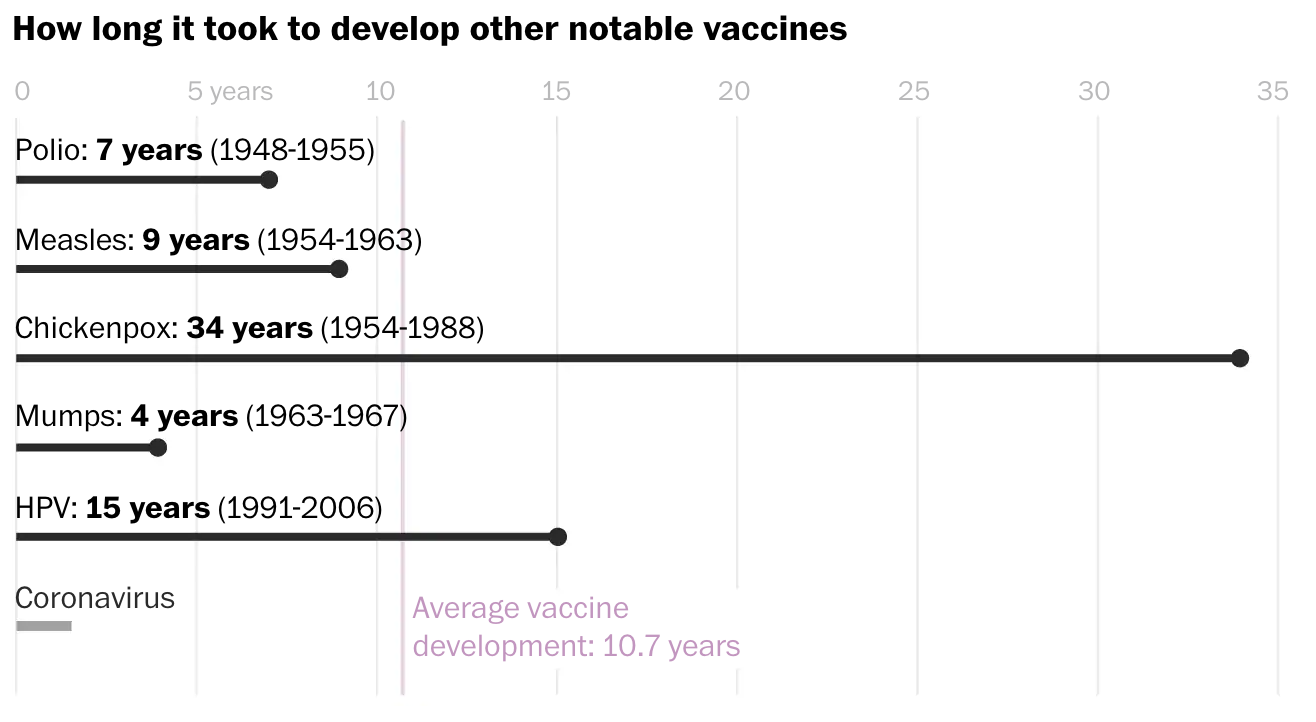 How long it took to develop other notable vaccines
0 5 years 10 15 20 25 30 35
Polio: 7 years (1948-1955)
Measles: 9 years (1954-1963)
Chickenpox: 34 years (1954-1988)
Mumps: 4 years (1963-1967)
HPV: 15 years (1991-2006)
Coronavirus
Average vaccine
development: 10.7 years